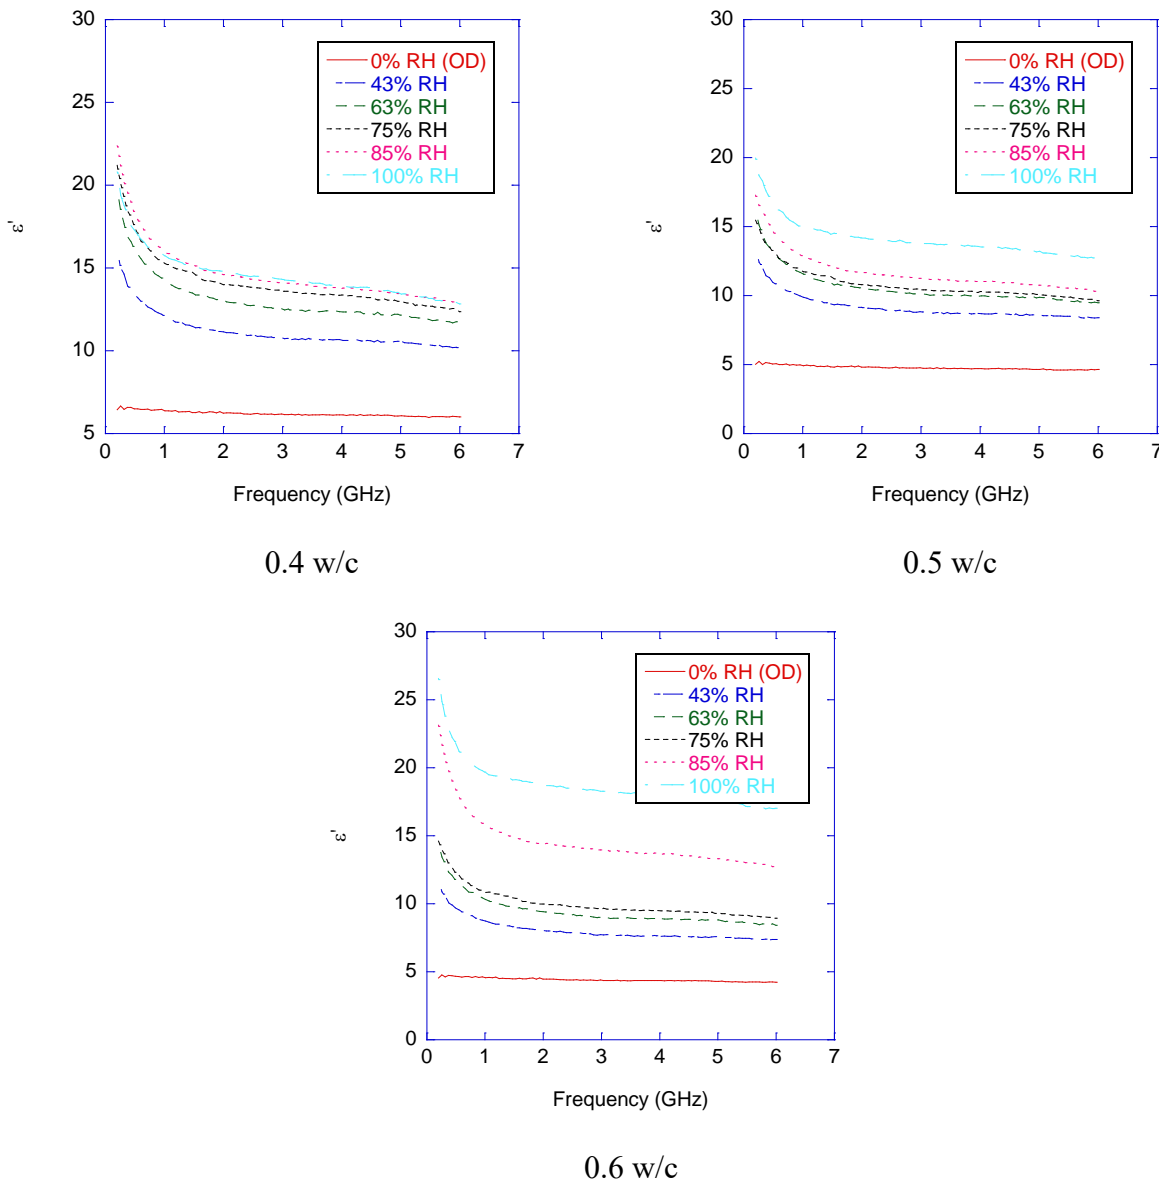 30
25
20
15
10
5
0 1 2 3 4 5 6 7
ε'
Frequency (GHz)
0% RH (OD)
43% RH
63% RH
75% RH
85% RH
100% RH
0.4 w/c
30
25
20
15
10
5
0
0 1 2 3 4 5 6 7
ε'
Frequency (GHz)
0% RH (OD)
43% RH
63% RH
75% RH
85% RH
100% RH
0.5 w/c
30
25
20
15
10
5
0
0 1 2 3 4 5 6 7
ε'
Frequency (GHz)
0% RH (OD)
43% RH
63% RH
75% RH
85% RH
100% RH
0.6 w/c